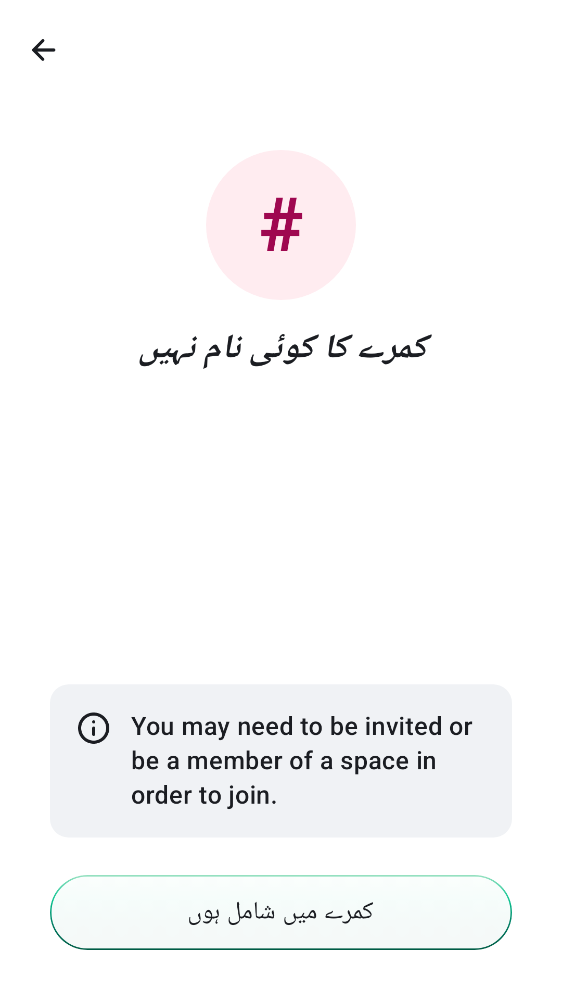 #
کمرے کا کوئی نام نہیں
You may need to be invited or
be a member of a space in
order to join.
کمرے میں شامل ہوں